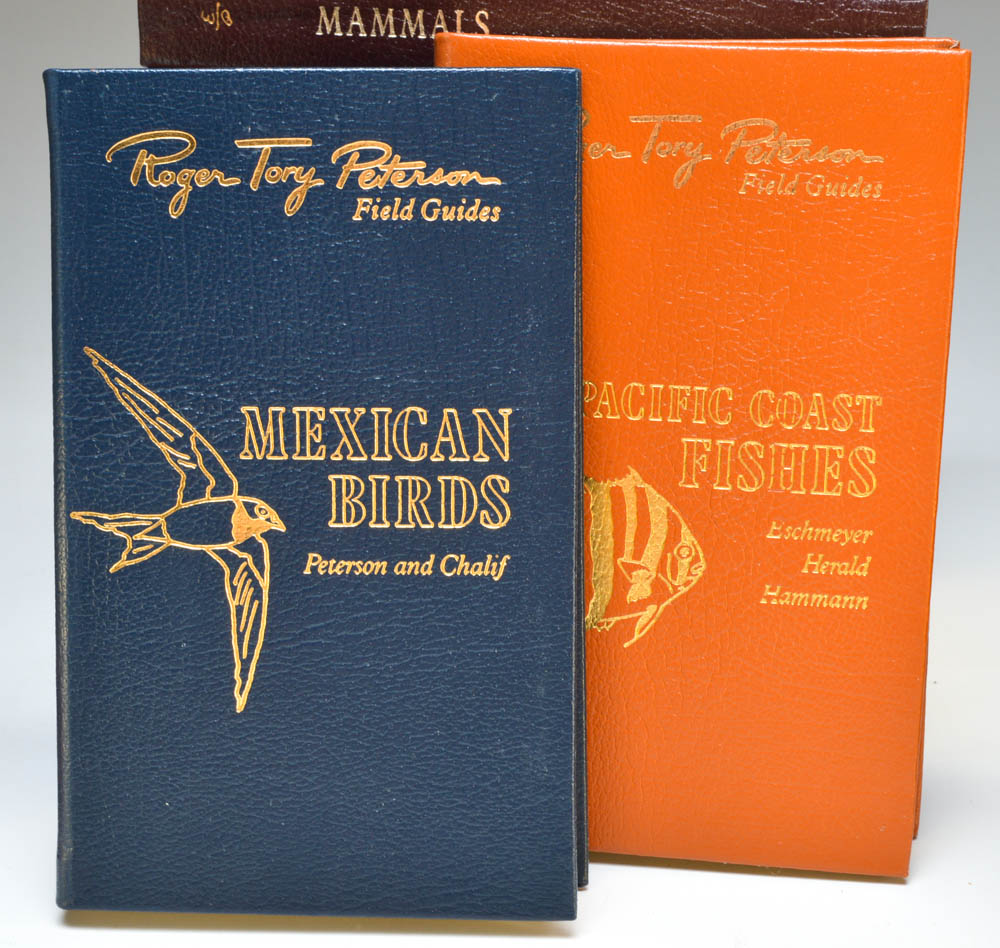 MAMMALS
Roger Tory Peterson
Field Guides
MEXICAN
BIRDS
Peterson and Chalif
Tory Peterson
Field Guides
PACIFIC COAST
FISHES
Eschmeyer
Herald
Hammann